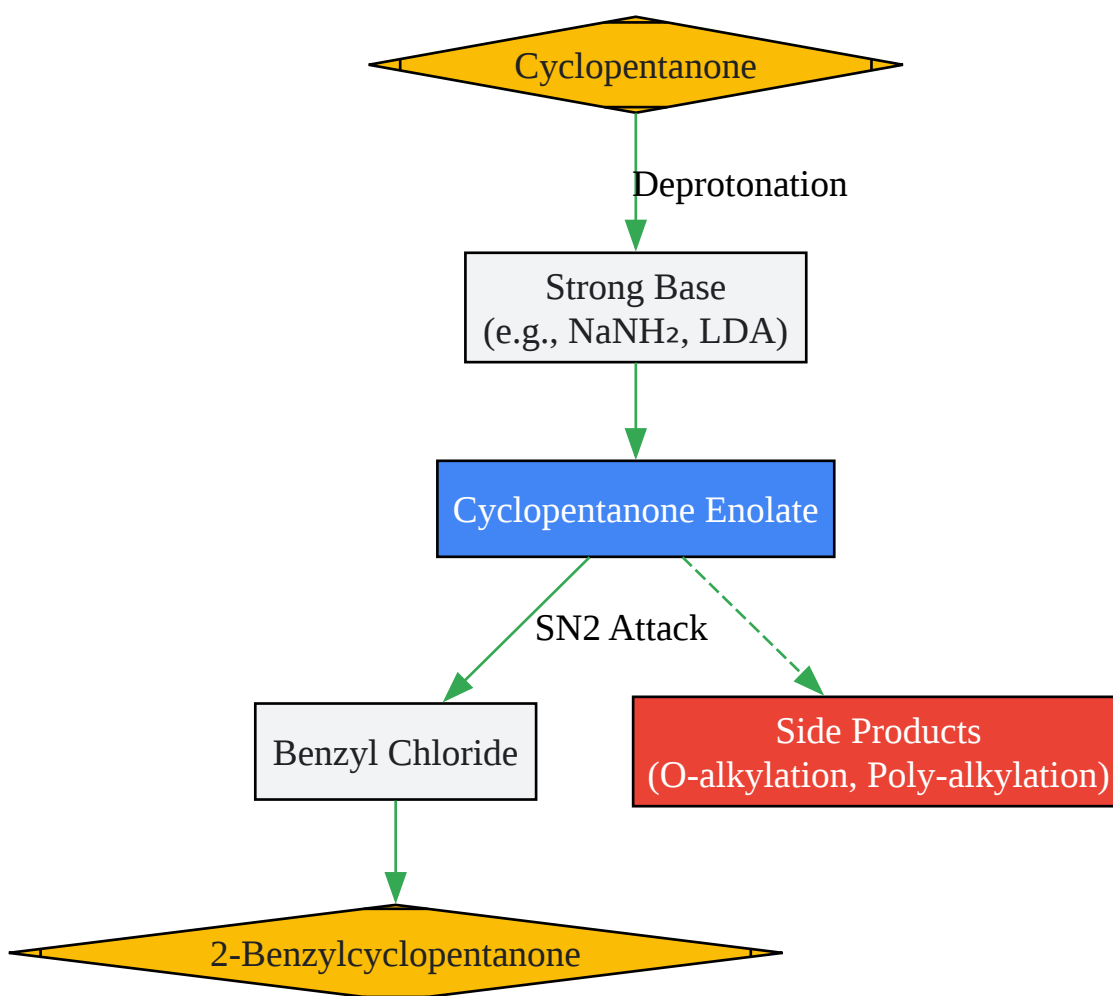 Cyclopentanone
Deprotonation
Strong Base
(e.g., NaNH₂, LDA)
Cyclopentanone Enolate
SN2 Attack
Benzyl Chloride
Side Products
(O-alkylation, Poly-alkylation)
2-Benzylcyclopentanone